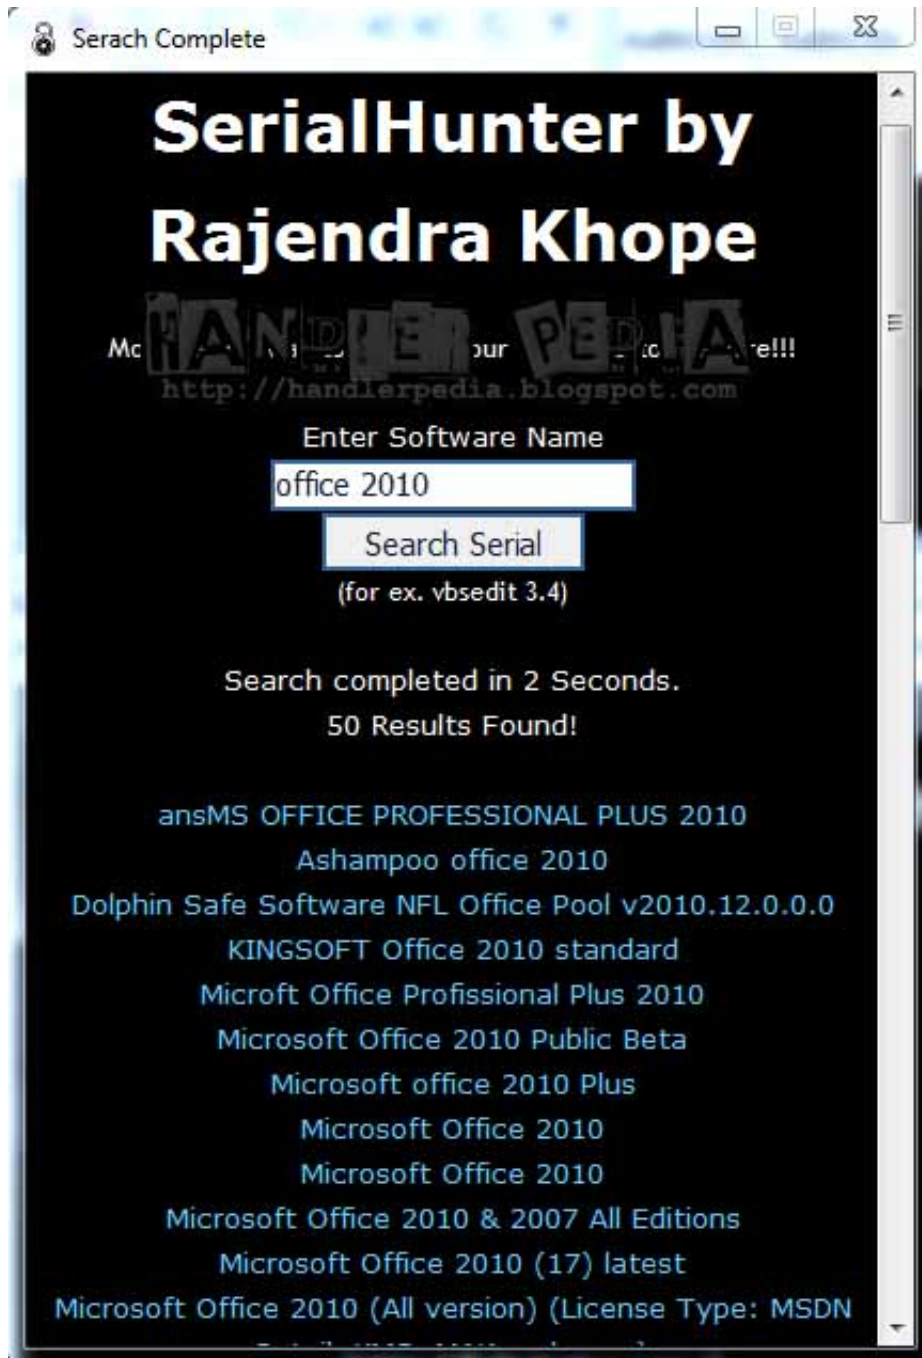 Serach Complete
SerialHunter by
Rajendra Khope
HANDLER PEDIA
http://handlerpedia.blogspot.com
Enter Software Name
office 2010
Search Serial
(for ex. vbsedit 3.4)
Search completed in 2 Seconds.
50 Results Found!
ansMS OFFICE PROFESSIONAL PLUS 2010
Ashampoo office 2010
Dolphin Safe Software NFL Office Pool v2010.12.0.0.0
KINGSOFT Office 2010 standard
Microft Office Profissional Plus 2010
Microsoft Office 2010 Public Beta
Microsoft office 2010 Plus
Microsoft Office 2010
Microsoft Office 2010
Microsoft Office 2010 & 2007 All Editions
Microsoft Office 2010 (17) latest
Microsoft Office 2010 (All version) (License Type: MSDN